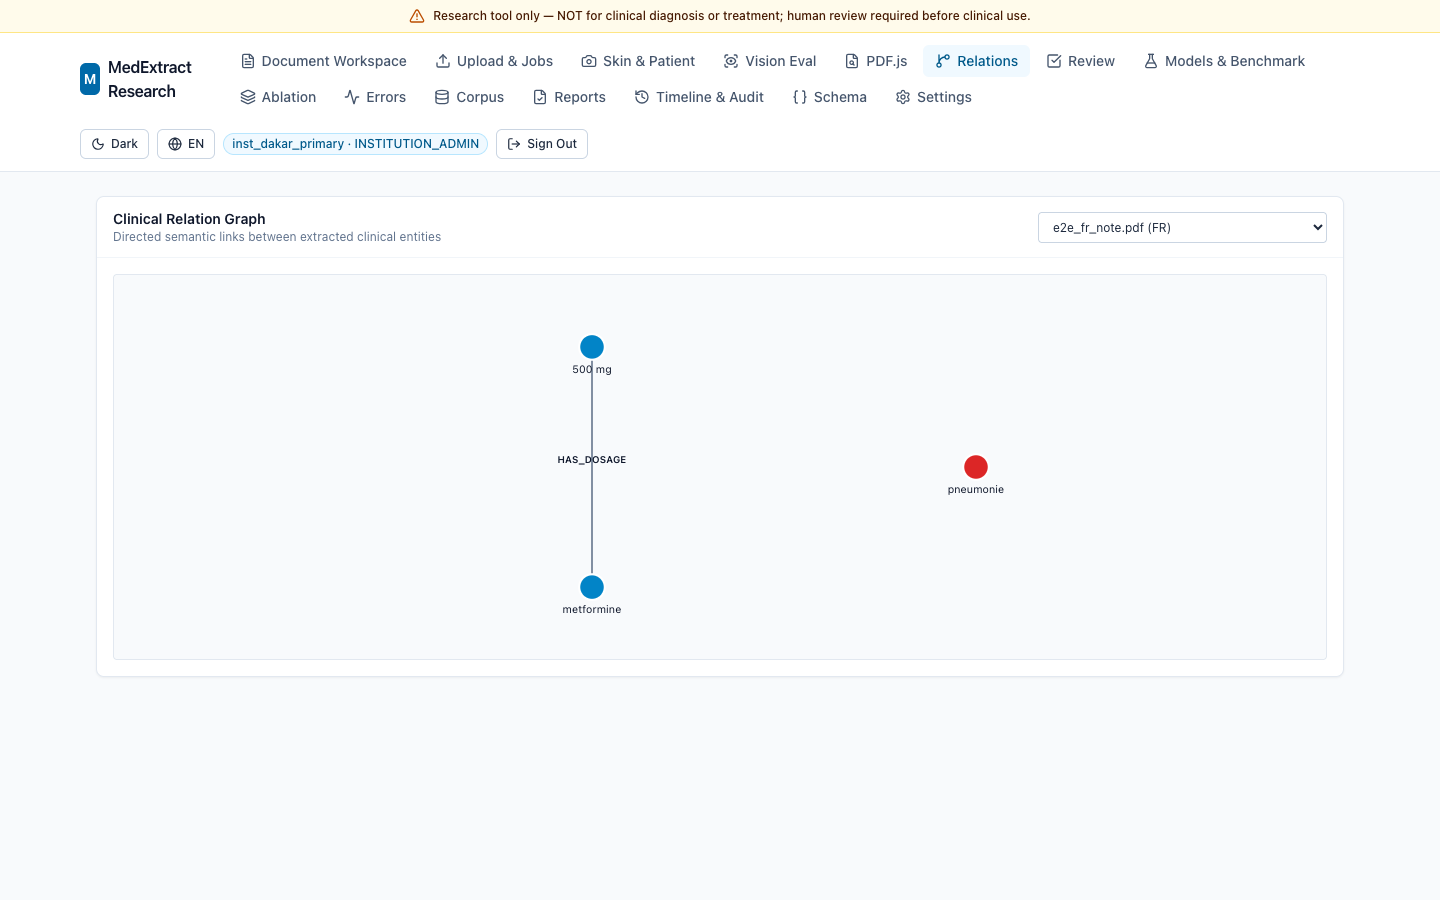 Research tool only — NOT for clinical diagnosis or treatment; human review required before clinical use.
M
MedExtract
Research
Document Workspace
Upload & Jobs
Skin & Patient
Vision Eval
PDF.js
Relations
Review
Models & Benchmark
Ablation
Errors
Corpus
Reports
Timeline & Audit
Schema
Settings
Dark
EN
inst_dakar_primary · INSTITUTION_ADMIN
Sign Out
Clinical Relation Graph
Directed semantic links between extracted clinical entities
e2e_fr_note.pdf (FR)
500 mg
HAS_DOSAGE
pneumonie
metformine